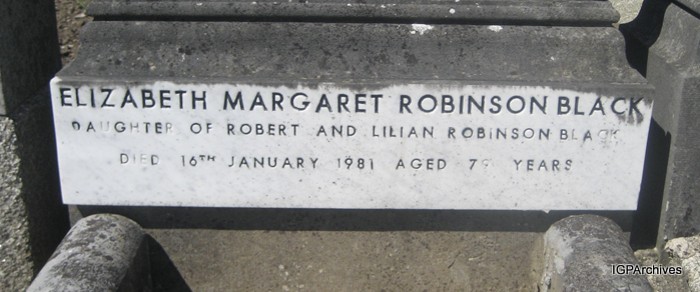 ELIZABETH MARGARET ROBINSON BLACK
DAUGHTER OF ROBERT AND LILIAN ROBINSON BLACK
DIED 16TH JANUARY 1981 AGED YEARS
IGPArchives